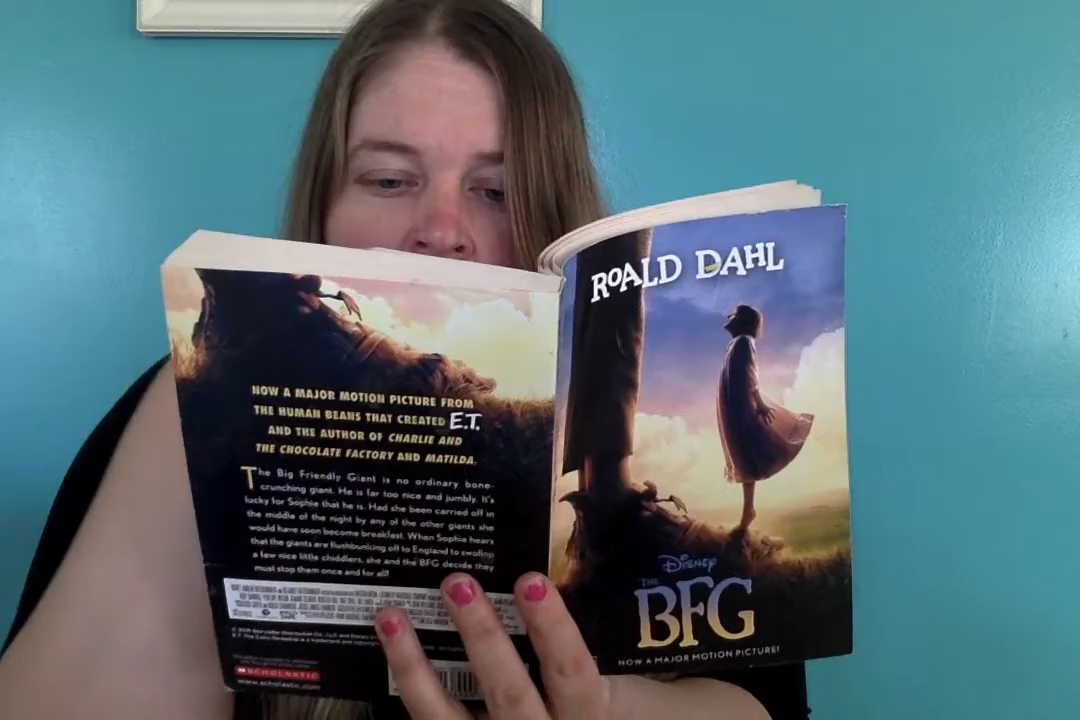 NOW A MAJOR MOTION PICTURE FROM
THE HUMAN BEANS THAT CREATED E.T.
AND THE AUTHOR OF CHARLIE AND
THE CHOCOLATE FACTORY AND MATILDA.
The Big Friendly Giant is no ordinary bone-
crunching giant. He is far too nice and jumbly. It's
lucky for Sophie that he is. Had she been carried off in
the middle of the night by any of the other giants she
would have soon become breakfast. When Sophie hears
that the giants are flushbunking off to England to swollop
a few nice little chiddlers, she and the BFG decide they
must stop them once and for all!
SCHOLASTIC
www.scholastic.com
ROALD DAHL
DISNEY
THE
BFG
NOW A MAJOR MOTION PICTURE!